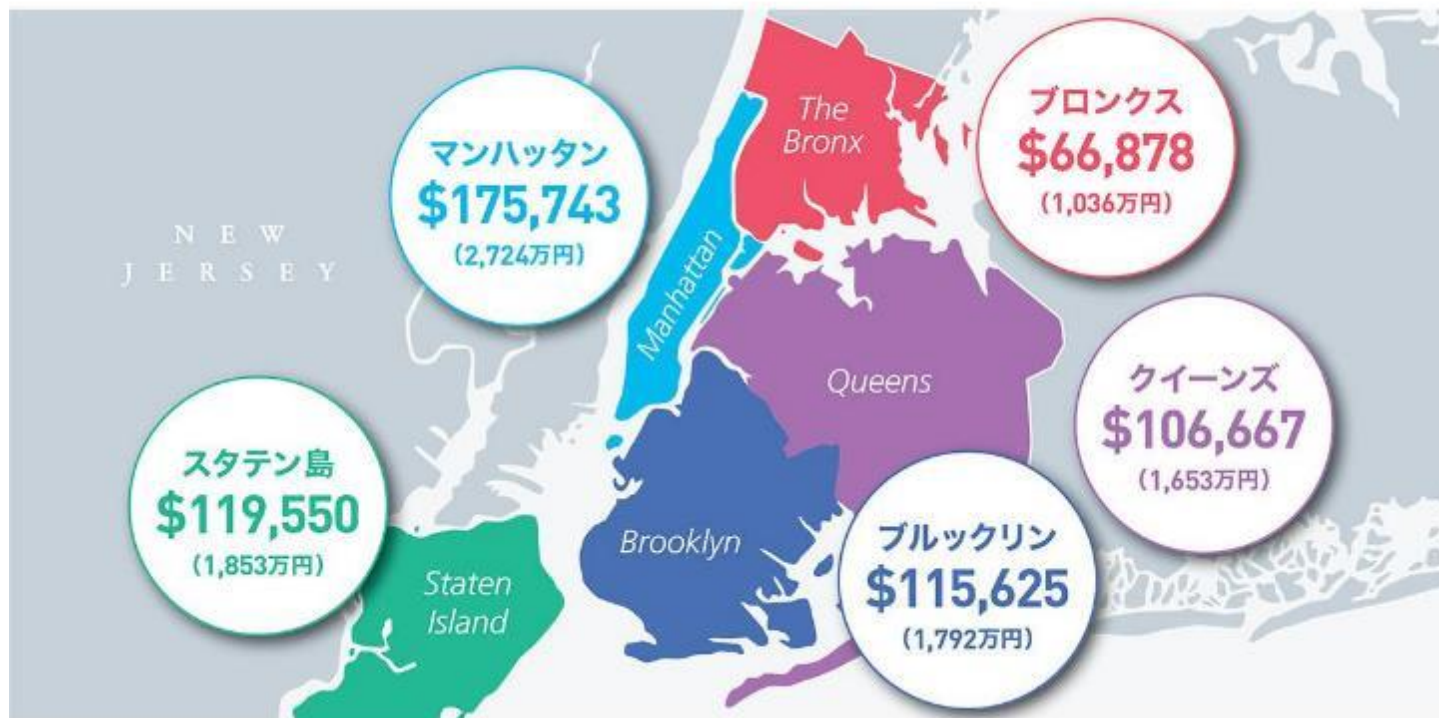 The
Bronx
ブロンクス
$66,878
(1,036万円)
マンハッタン
$175,743
(2,724万円)
NEW
JERSEY
Manhattan
Queens
クイーンズ
$106,667
(1,653万円)
スタテン島
$119,550
(1,853万円)
Brooklyn
ブルックリン
$115,625
(1,792万円)
Staten
Island